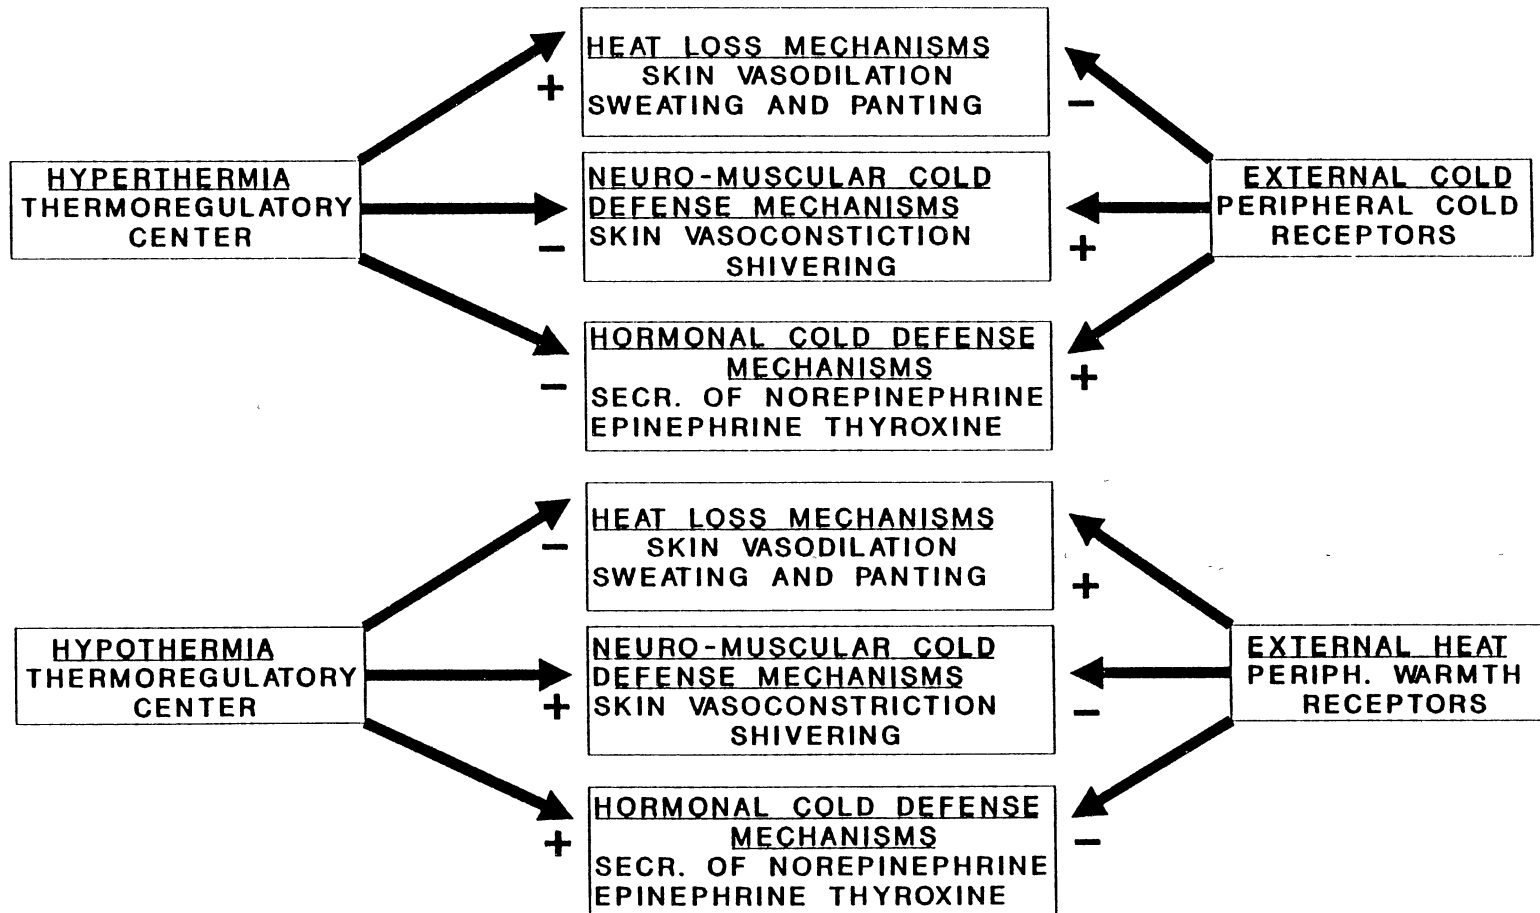 HEAT LOSS MECHANISMS
SKIN VASODILATION
SWEATING AND PANTING
+
−
HYPERTHERMIA
THERMOREGULATORY
CENTER
NEURO-MUSCULAR COLD
DEFENSE MECHANISMS
SKIN VASOCONSTICTION
SHIVERING
−
+
EXTERNAL COLD
PERIPHERAL COLD
RECEPTORS
HORMONAL COLD DEFENSE
MECHANISMS
SECR. OF NOREPINEPHRINE
EPINEPHRINE THYROXINE
−
+
HEAT LOSS MECHANISMS
SKIN VASODILATION
SWEATING AND PANTING
−
+
HYPOTHERMIA
THERMOREGULATORY
CENTER
NEURO-MUSCULAR COLD
DEFENSE MECHANISMS
SKIN VASOCONSTRICTION
SHIVERING
+
−
EXTERNAL HEAT
PERIPH. WARMTH
RECEPTORS
HORMONAL COLD DEFENSE
MECHANISMS
SECR. OF NOREPINEPHRINE
EPINEPHRINE THYROXINE
+
−